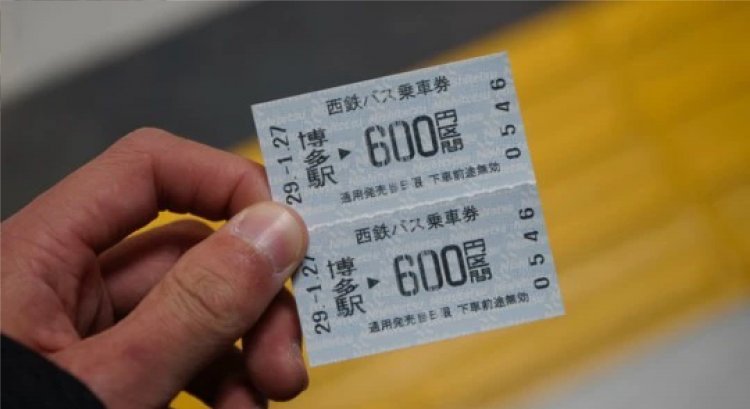 西鉄バス乗車券
29.-1.27
博多駅 ▶ 600円区間
0546
通用発売当日限 下車前途無効
西鉄バス乗車券
29.-1.27
博多駅 ▶ 600円区間
0546
通用発売当日限 下車前途無効